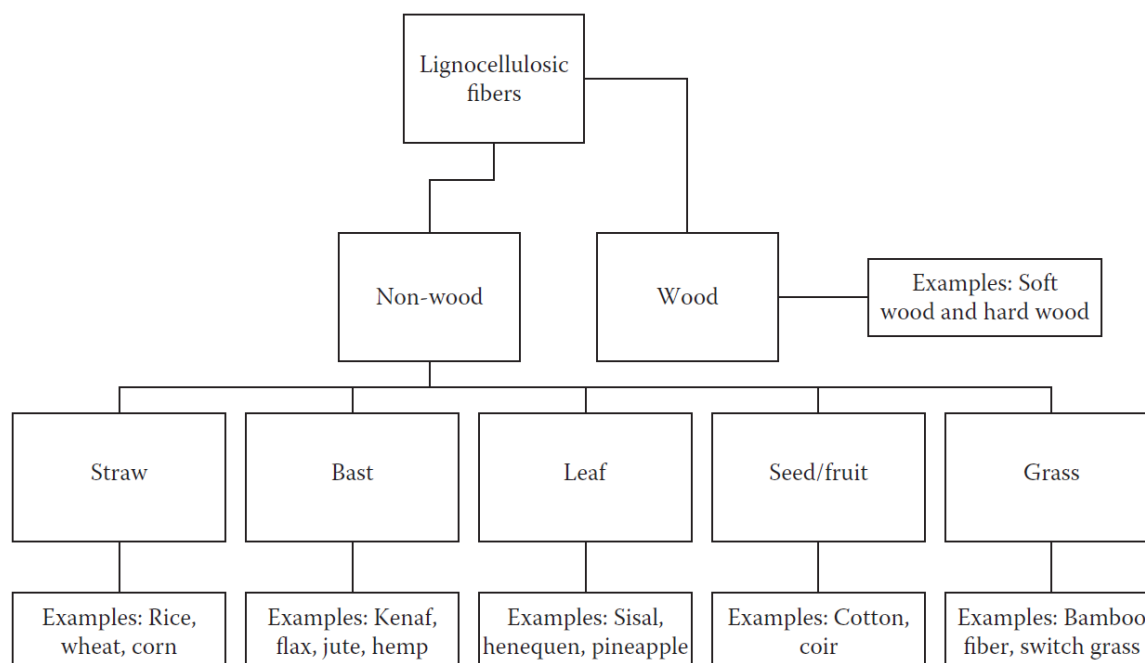 Lignocellulosic
fibers
Non-wood
Wood
Examples: Soft
wood and hard wood
Straw
Bast
Leaf
Seed/fruit
Grass
Examples: Rice,
wheat, corn
Examples: Kenaf,
flax, jute, hemp
Examples: Sisal,
henequen, pineapple
Examples: Cotton,
coir
Examples: Bamboo
fiber, switch grass